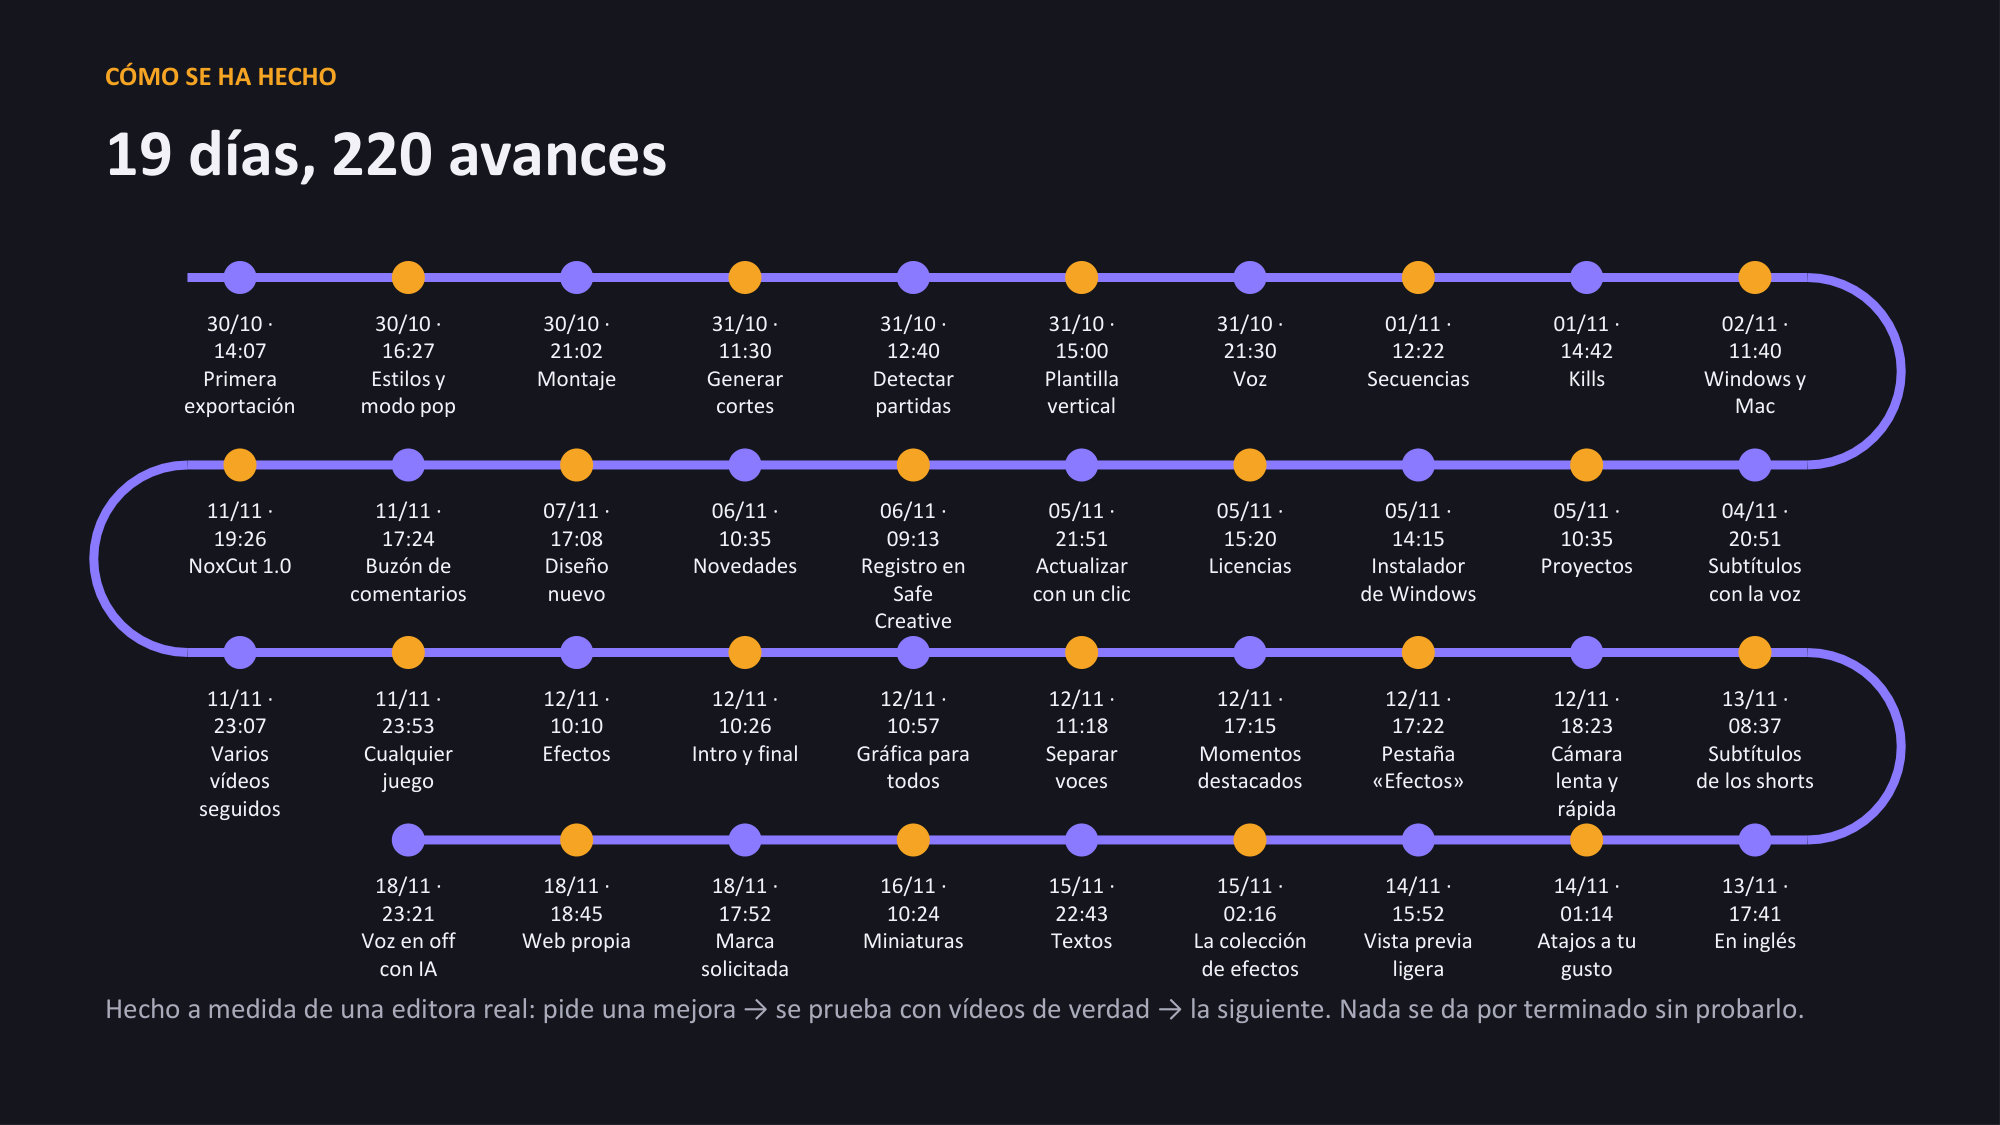 CÓMO SE HA HECHO
19 días, 220 avances
30/10 ·
14:07
Primera
exportación
30/10 ·
16:27
Estilos y
modo pop
30/10 ·
21:02
Montaje
31/10 ·
11:30
Generar
cortes
31/10 ·
12:40
Detectar
partidas
31/10 ·
15:00
Plantilla
vertical
31/10 ·
21:30
Voz
01/11 ·
12:22
Secuencias
01/11 ·
14:42
Kills
02/11 ·
11:40
Windows y
Mac
11/11 ·
19:26
NoxCut 1.0
11/11 ·
17:24
Buzón de
comentarios
07/11 ·
17:08
Diseño
nuevo
06/11 ·
10:35
Novedades
06/11 ·
09:13
Registro en
Safe
Creative
05/11 ·
21:51
Actualizar
con un clic
05/11 ·
15:20
Licencias
05/11 ·
14:15
Instalador
de Windows
05/11 ·
10:35
Proyectos
04/11 ·
20:51
Subtítulos
con la voz
11/11 ·
23:07
Varios
vídeos
seguidos
11/11 ·
23:53
Cualquier
juego
12/11 ·
10:10
Efectos
12/11 ·
10:26
Intro y final
12/11 ·
10:57
Gráfica para
todos
12/11 ·
11:18
Separar
voces
12/11 ·
17:15
Momentos
destacados
12/11 ·
17:22
Pestaña
«Efectos»
12/11 ·
18:23
Cámara
lenta y
rápida
13/11 ·
08:37
Subtítulos
de los shorts
18/11 ·
23:21
Voz en off
con IA
18/11 ·
18:45
Web propia
18/11 ·
17:52
Marca
solicitada
16/11 ·
10:24
Miniaturas
15/11 ·
22:43
Textos
15/11 ·
02:16
La colección
de efectos
14/11 ·
15:52
Vista previa
ligera
14/11 ·
01:14
Atajos a tu
gusto
13/11 ·
17:41
En inglés
Hecho a medida de una editora real: pide una mejora → se prueba con vídeos de verdad → la siguiente. Nada se da por terminado sin probarlo.